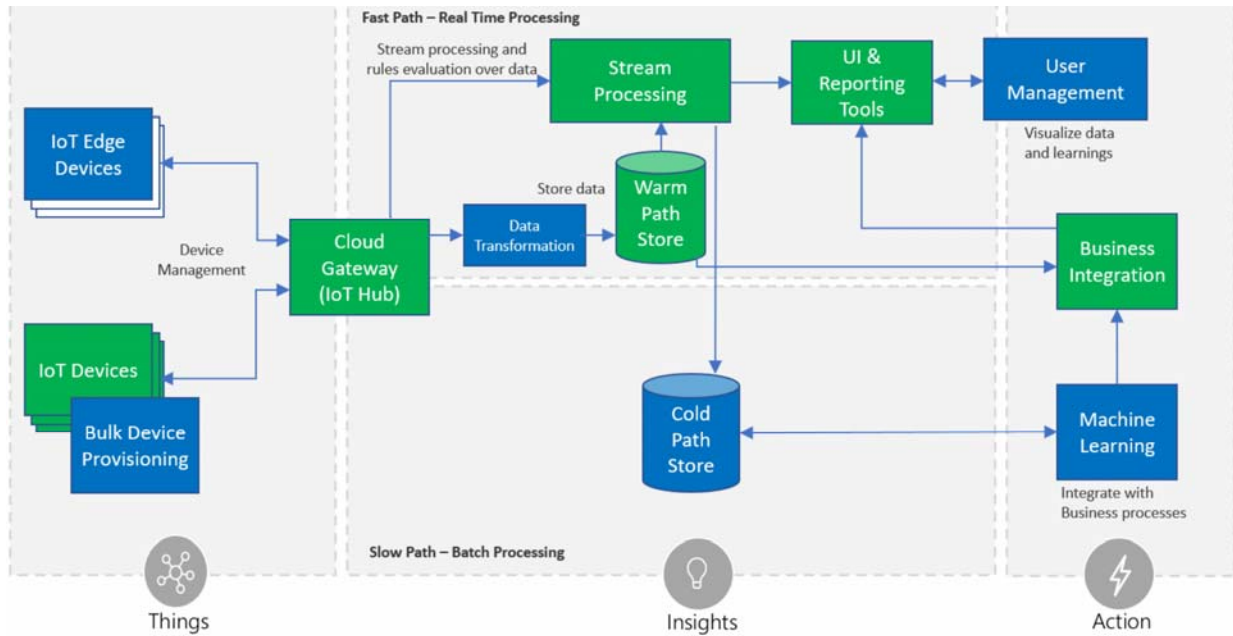 Fast Path – Real Time Processing
Stream processing and
rules evaluation over data
Stream
Processing
UI &
Reporting
Tools
User
Management
Visualize data
and learnings
IoT Edge
Devices
Store data
Warm
Path
Store
Data
Transformation
Device
Management
Cloud
Gateway
(IoT Hub)
Business
Integration
IoT Devices
Bulk Device
Provisioning
Cold
Path
Store
Machine
Learning
Integrate with
Business processes
Slow Path – Batch Processing
Things
Insights
Action